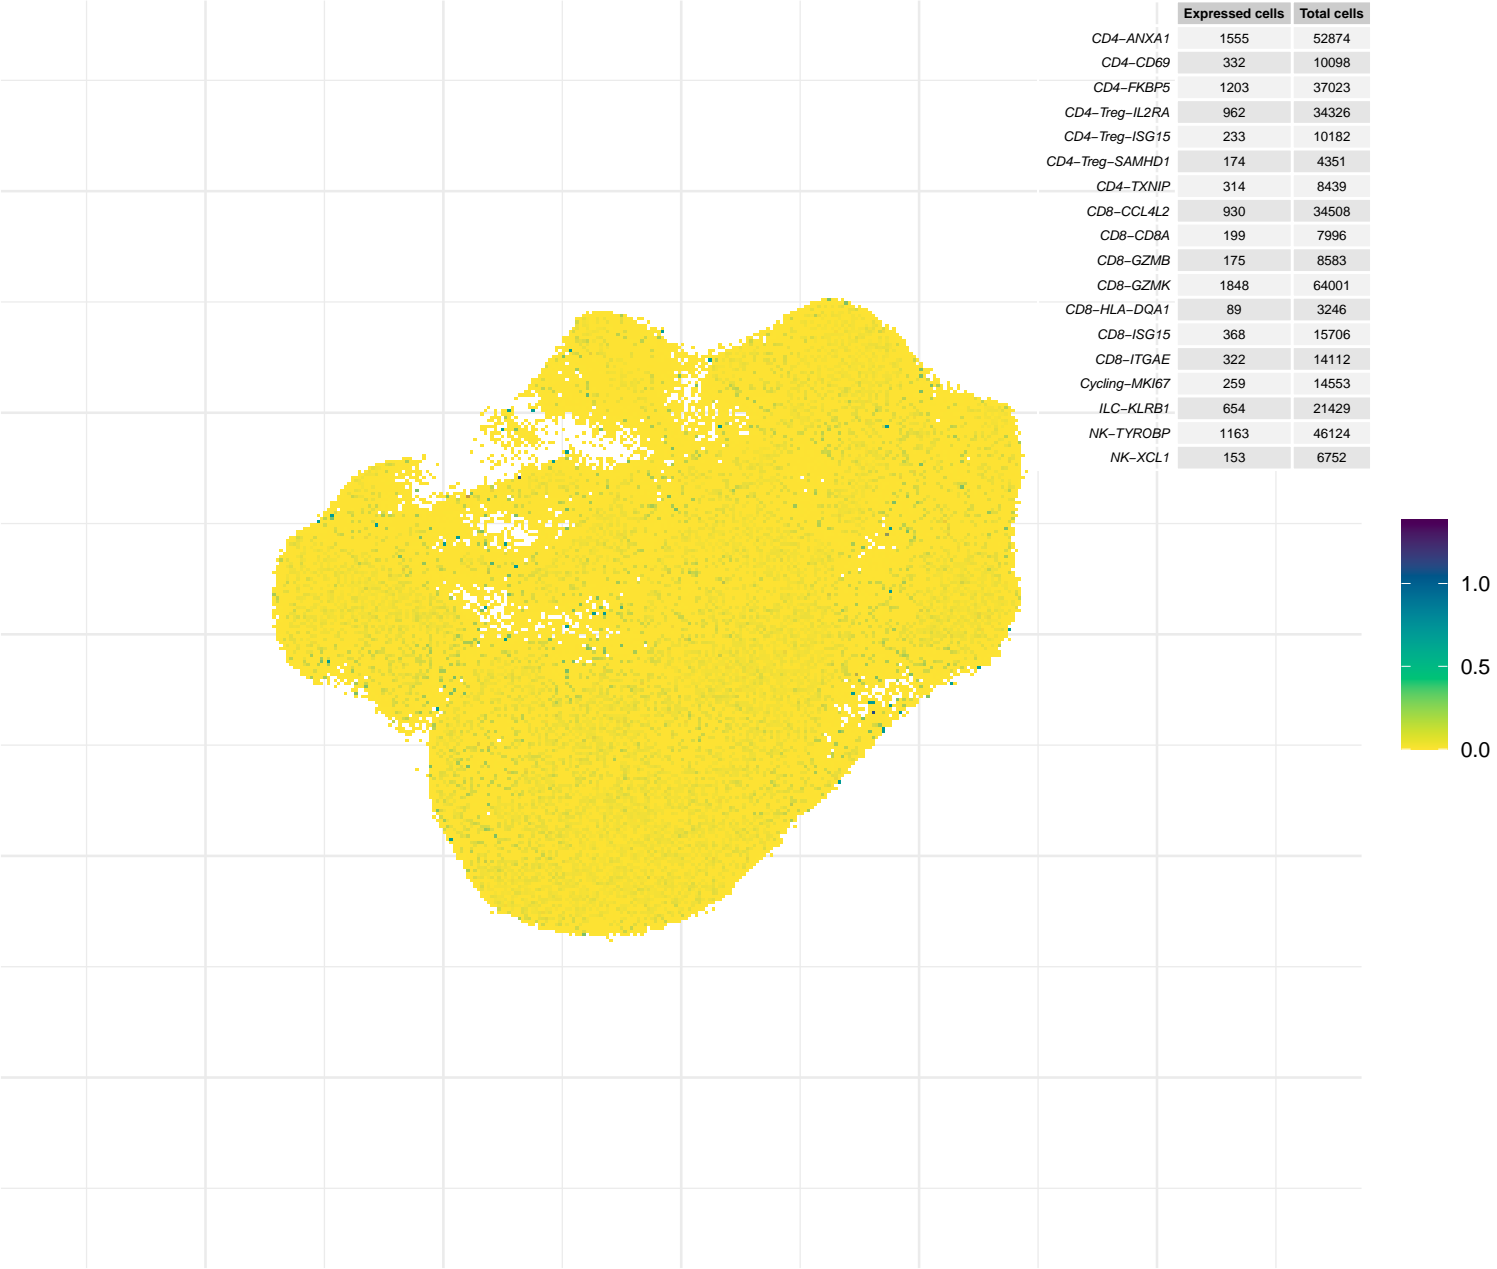 Expressed cells Total cells
CD4−ANXA1 1555 52874
CD4−CD69 332 10098
CD4−FKBP5 1203 37023
CD4−Treg−IL2RA 962 34326
CD4−Treg−ISG15 233 10182
CD4−Treg−SAMHD1 174 4351
CD4−TXNIP 314 8439
CD8−CCL4L2 930 34508
CD8−CD8A 199 7996
CD8−GZMB 175 8583
CD8−GZMK 1848 64001
CD8−HLA−DQA1 89 3246
CD8−ISG15 368 15706
CD8−ITGAE 322 14112
Cycling−MKI67 259 14553
ILC−KLRB1 654 21429
NK−TYROBP 1163 46124
NK−XCL1 153 6752
1.0
0.5
0.0